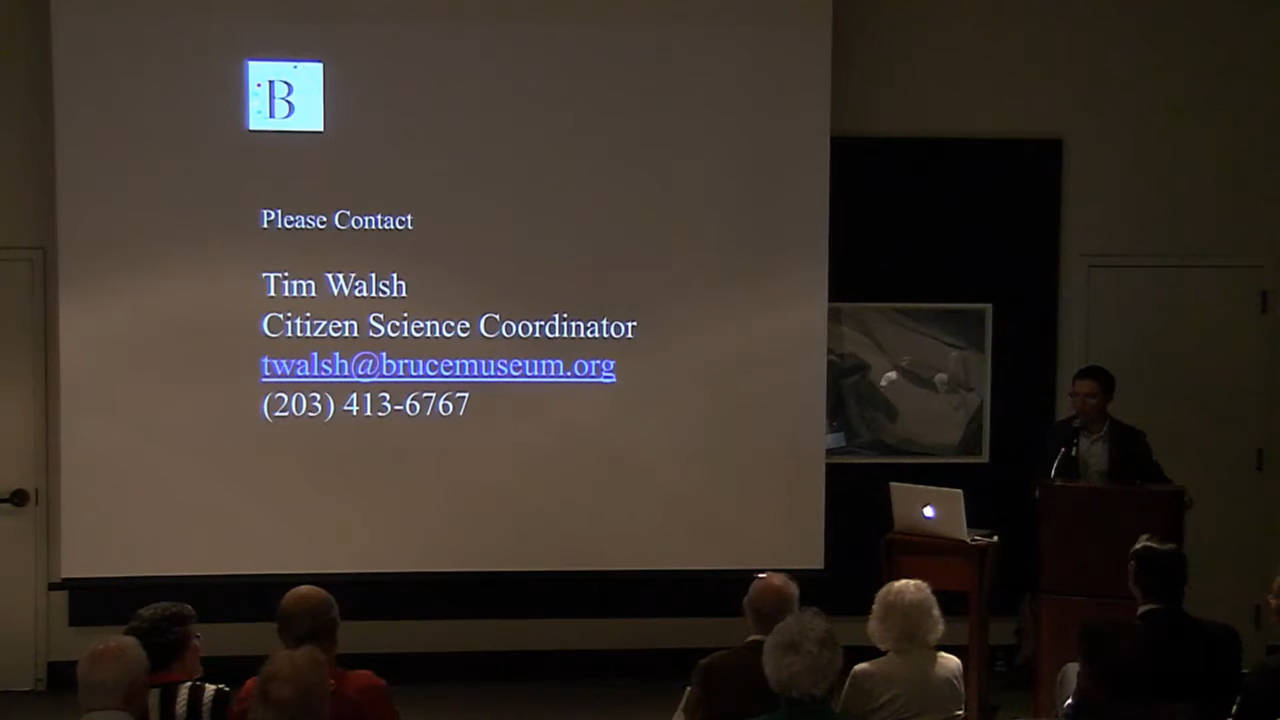 B
Please Contact
Tim Walsh
Citizen Science Coordinator
twalsh@brucemuseum.org
(203) 413-6767